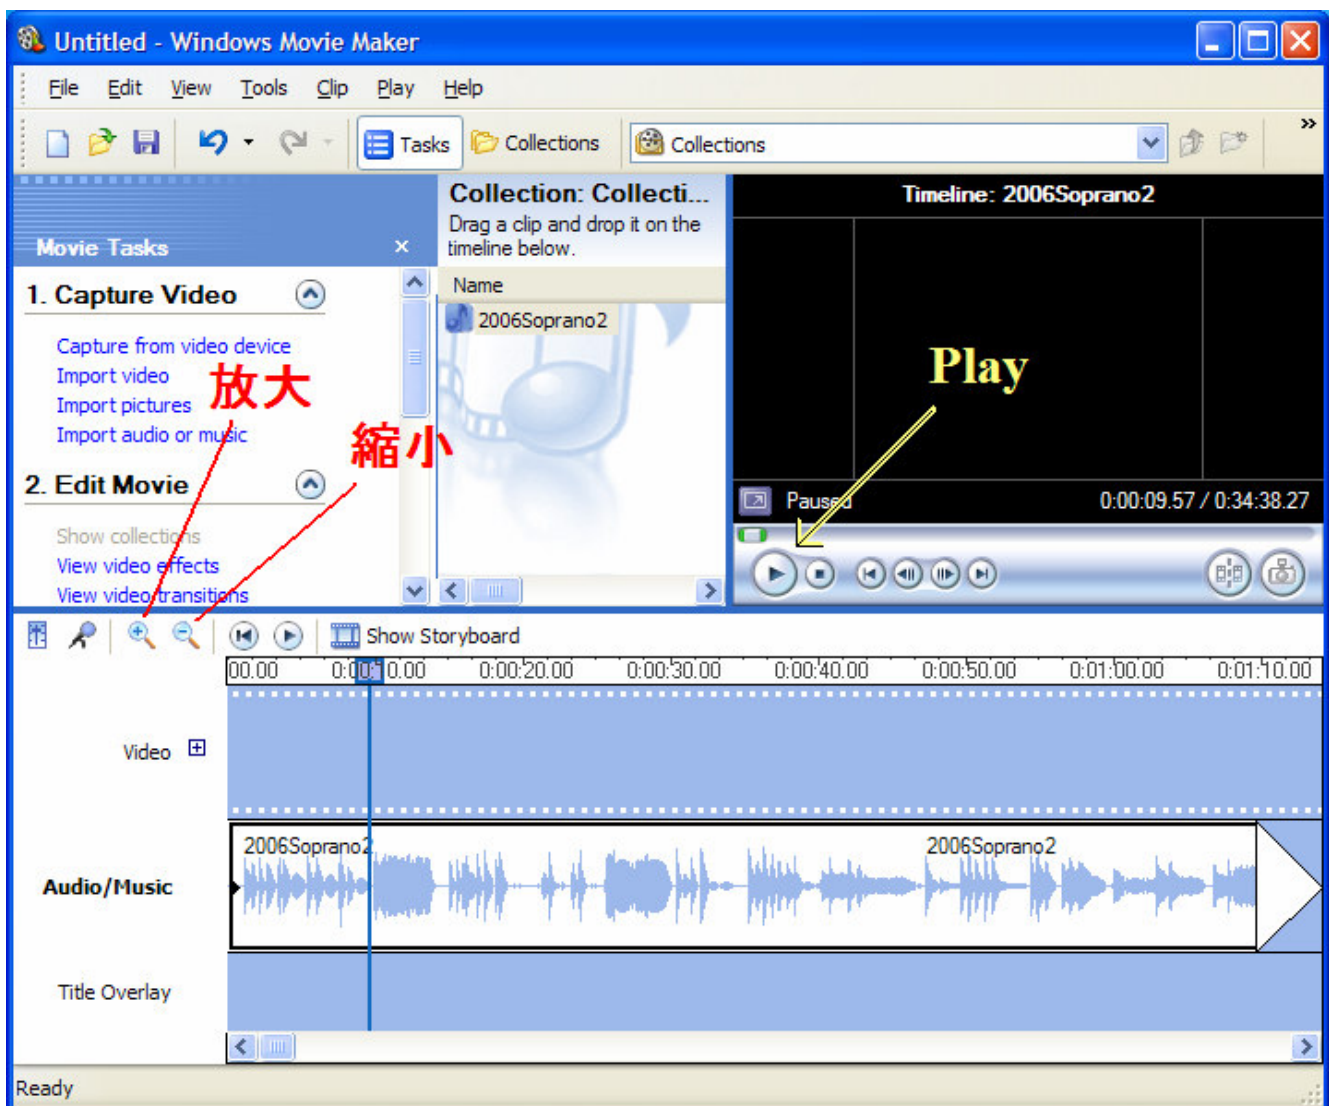 Untitled - Windows Movie Maker
File Edit View Tools Clip Play Help
Tasks Collections Collections »
Movie Tasks
1. Capture Video
Capture from video device
Import video
Import pictures
Import audio or music
2. Edit Movie
Show collections
View video effects
View video transitions
放大
縮小
Collection: Collecti...
Drag a clip and drop it on the
timeline below.
Name
2006Soprano2
Timeline: 2006Soprano2
Play
Paused 0:00:09.57 / 0:34:38.27
Show Storyboard
00.00 0:00:10.00 0:00:20.00 0:00:30.00 0:00:40.00 0:00:50.00 0:01:00.00 0:01:10.00
Video
2006Soprano2 2006Soprano2
Audio/Music
Title Overlay
Ready